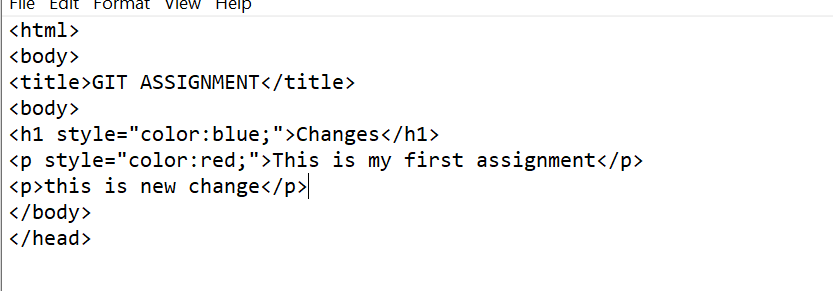 File Edit Format View Help
<html>
<body>
<title>GIT ASSIGNMENT</title>
<body>
<h1 style="color:blue;">Changes</h1>
<p style="color:red;">This is my first assignment</p>
<p>this is new change</p>
</body>
</head>